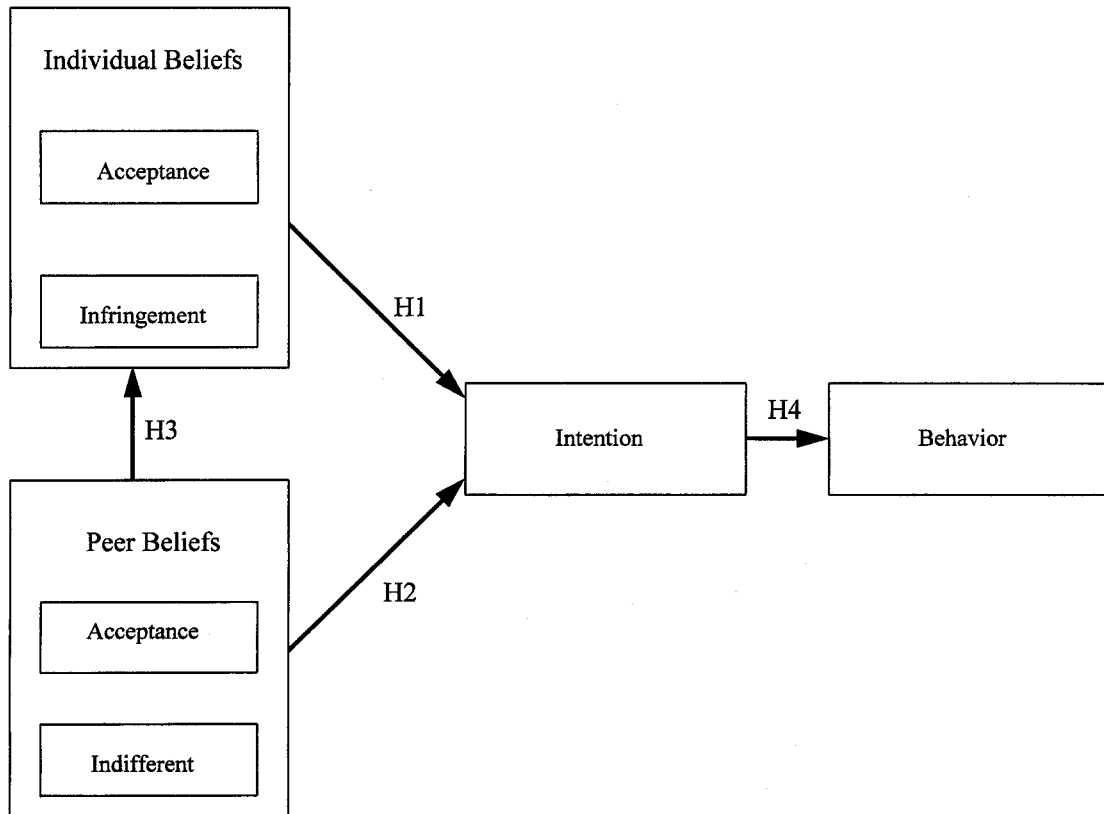 Individual Beliefs
Acceptance
Infringement
H1
H3
Intention
H4
Behavior
Peer Beliefs
H2
Acceptance
Indifferent